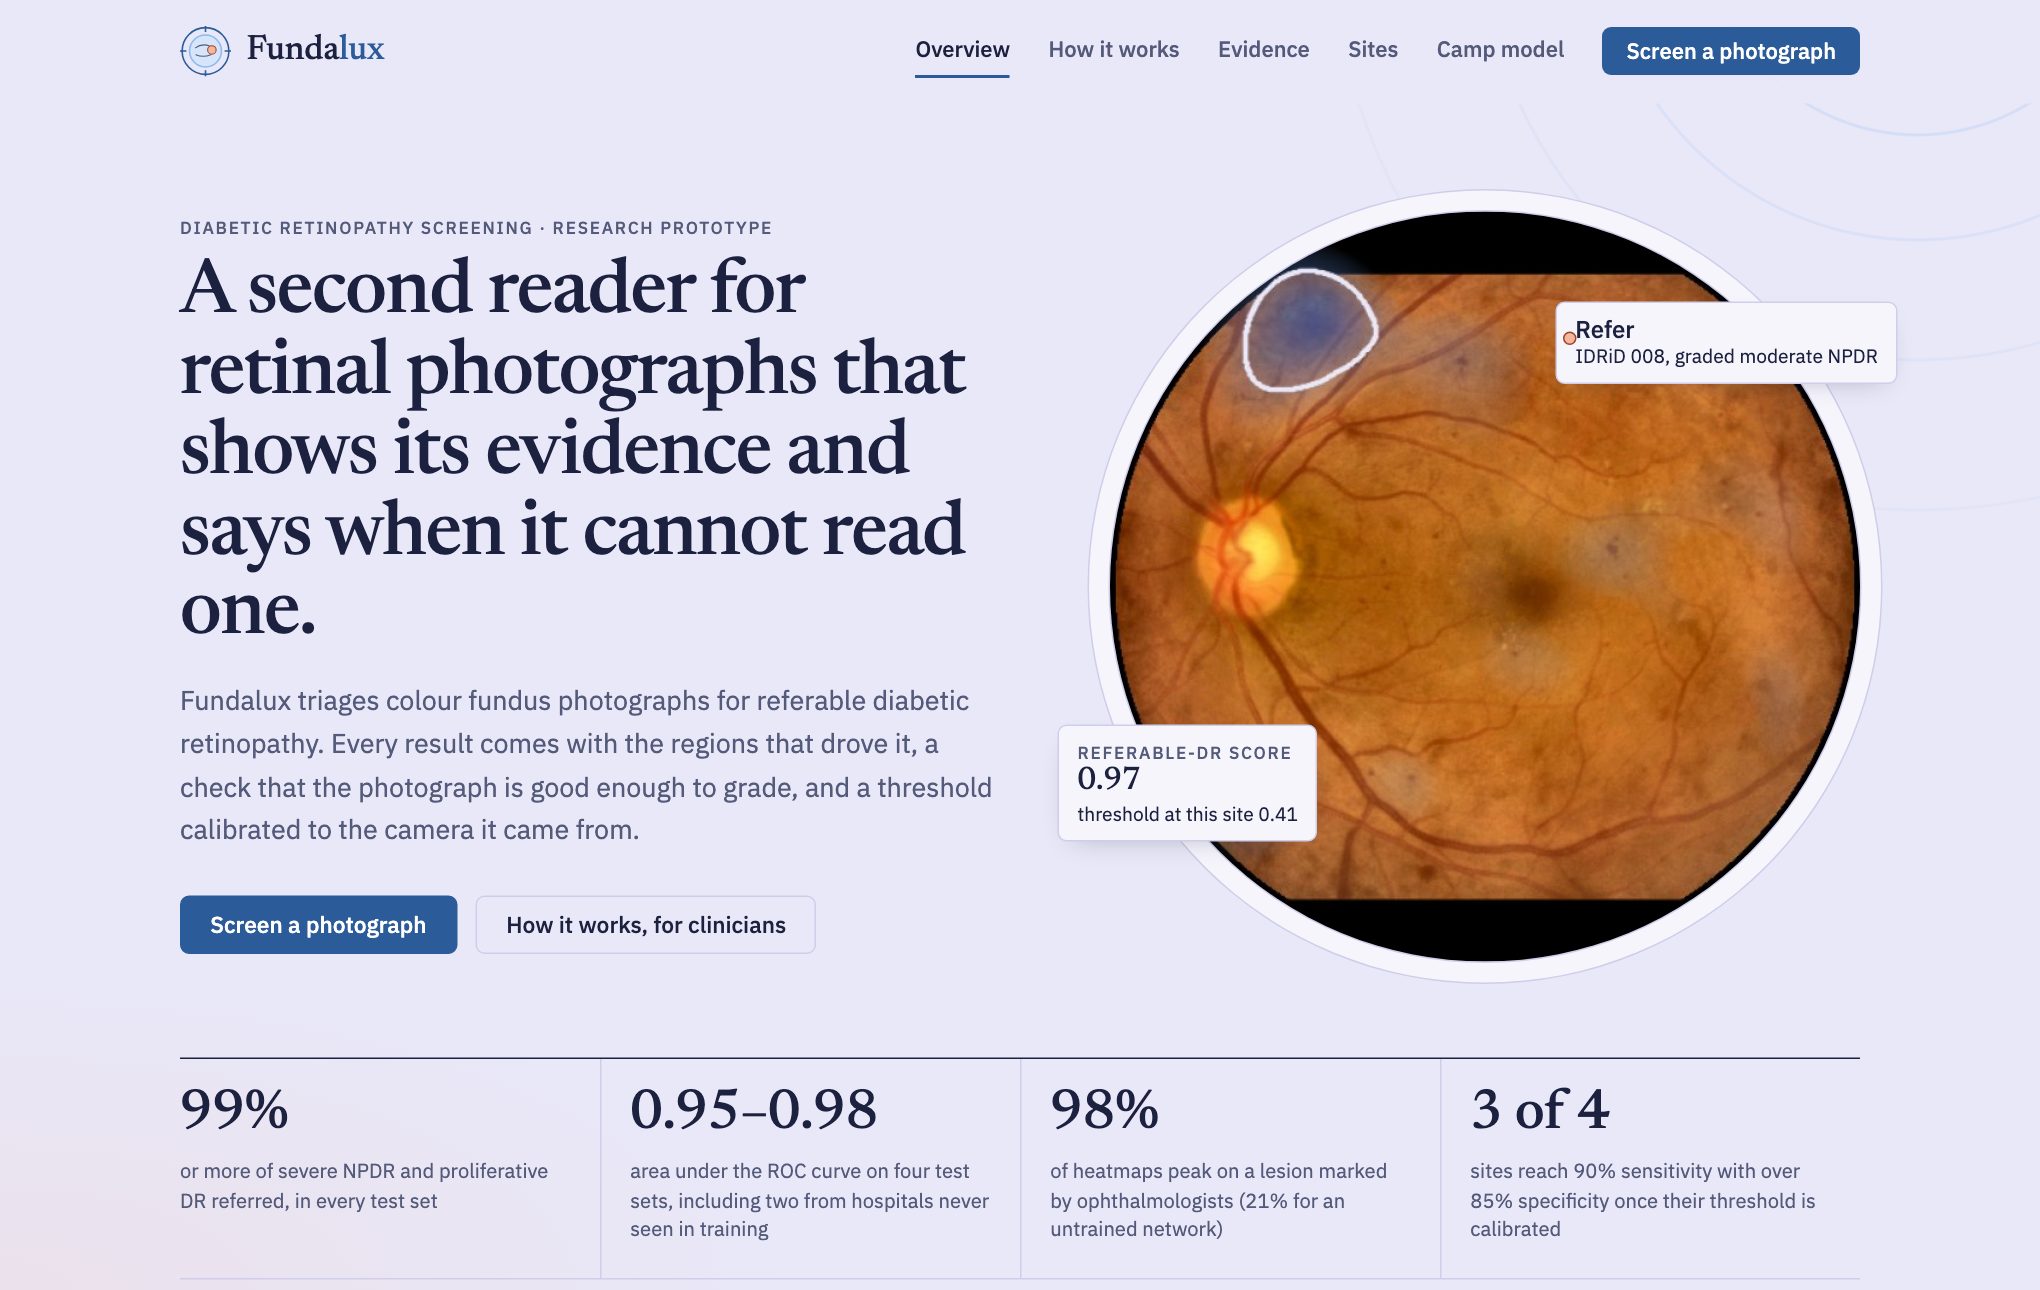 Fundalux
Overview
How it works
Evidence
Sites
Camp model
Screen a photograph
DIABETIC RETINOPATHY SCREENING · RESEARCH PROTOTYPE
A second reader for
retinal photographs that
shows its evidence and
says when it cannot read
one.
Fundalux triages colour fundus photographs for referable diabetic
retinopathy. Every result comes with the regions that drove it, a
check that the photograph is good enough to grade, and a threshold
calibrated to the camera it came from.
Screen a photograph
How it works, for clinicians
Refer
IDRiD 008, graded moderate NPDR
REFERABLE-DR SCORE
0.97
threshold at this site 0.41
99%
or more of severe NPDR and proliferative
DR referred, in every test set
0.95–0.98
area under the ROC curve on four test
sets, including two from hospitals never
seen in training
98%
of heatmaps peak on a lesion marked
by ophthalmologists (21% for an
untrained network)
3 of 4
sites reach 90% sensitivity with over
85% specificity once their threshold is
calibrated